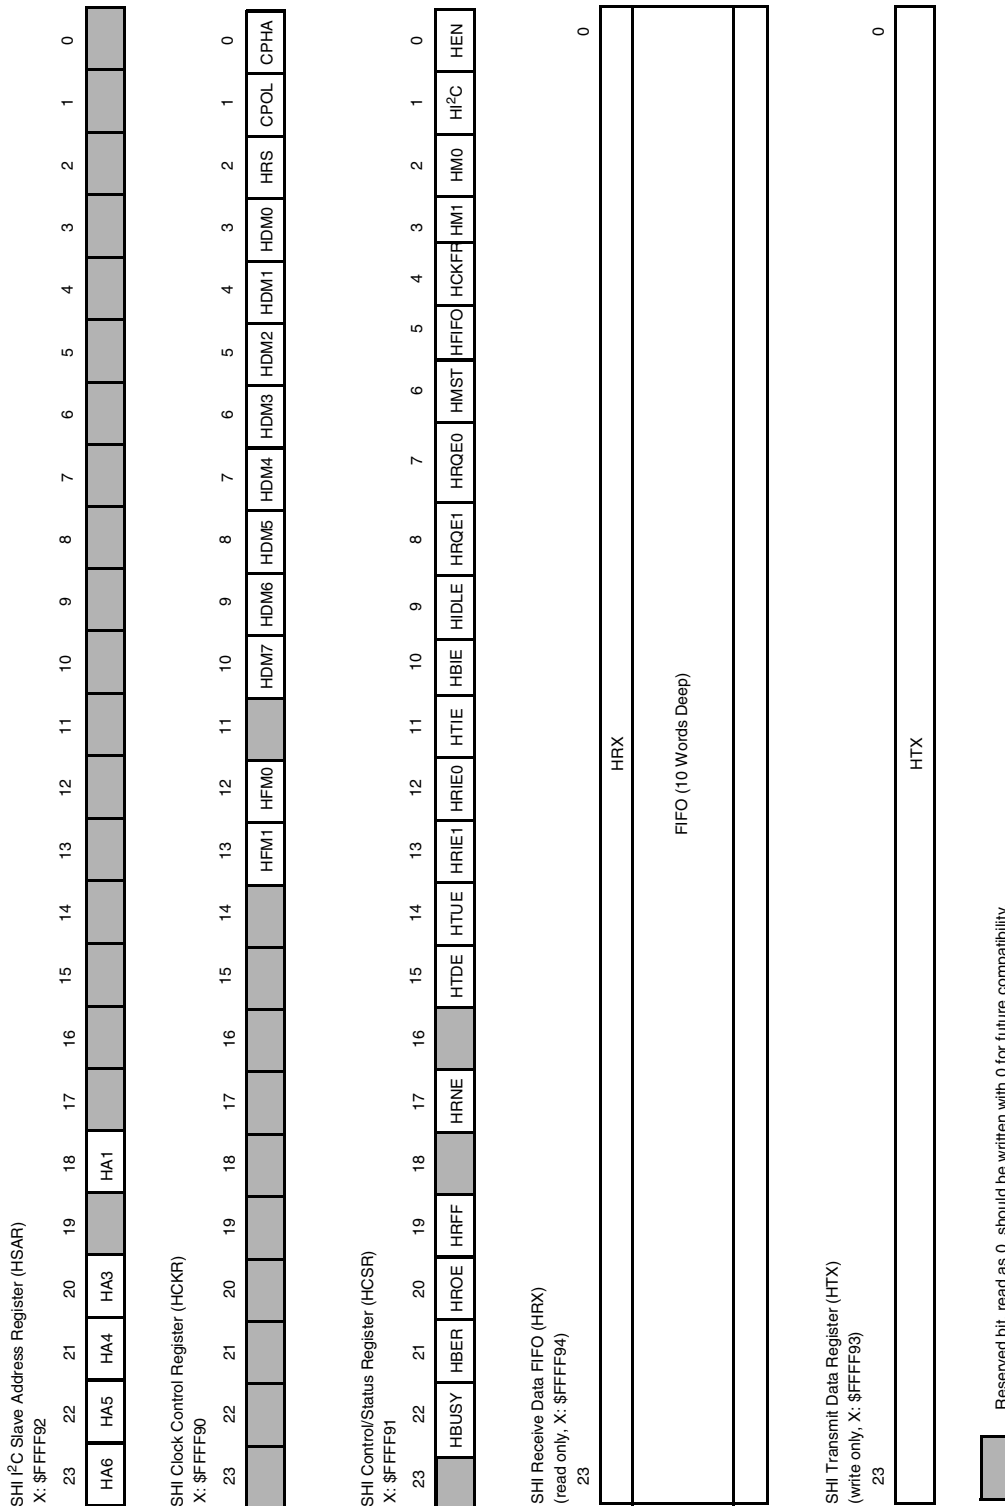 SHI I²C Slave Address Register (HSAR)
X: $FFFF92
23 22 21 20 19 18 17 16 15 14 13 12 11 10 9 8 7 6 5 4 3 2 1 0
HA6 HA5 HA4 HA3 HA1
SHI Clock Control Register (HCKR)
X: $FFFF90
23 22 21 20 19 18 17 16 15 14 13 12 11 10 9 8 7 6 5 4 3 2 1 0
HFM1 HFM0 HDM7 HDM6 HDM5 HDM4 HDM3 HDM2 HDM1 HDM0 HRS CPOL CPHA
SHI Control/Status Register (HCSR)
X: $FFFF91
23 22 21 20 19 18 17 16 15 14 13 12 11 10 9 8 7 6 5 4 3 2 1 0
HBUSY HBER HROE HRFF HRNE HTDE HTUE HRIE1 HRIE0 HTIE HBIE HIDLE HRQE1 HRQE0 HMST HFIFO HCKFR HM1 HM0 HI²C HEN
SHI Receive Data FIFO (HRX)
(read only, X: $FFFF94)
23 0
HRX
FIFO (10 Words Deep)
SHI Transmit Data Register (HTX)
(write only, X: $FFFF93)
23 0
HTX
Reserved bit, read as 0, should be written with 0 for future compatibility